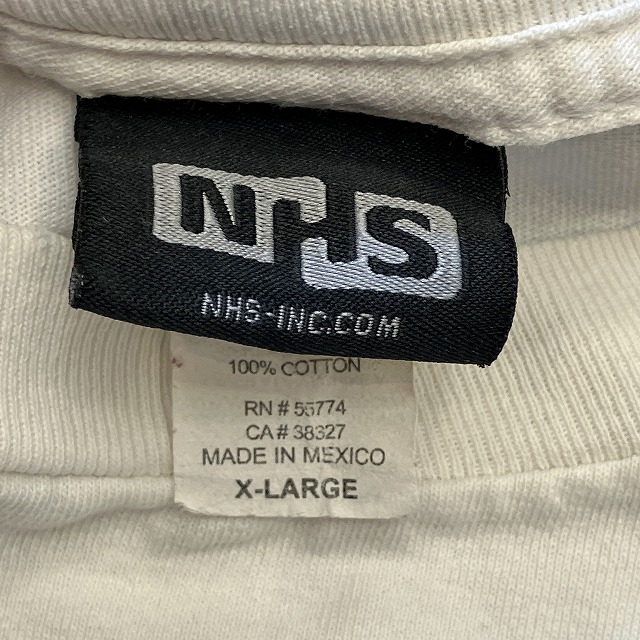 NHS
NHS-INC.COM
100% COTTON
RN # 55774
CA # 38327
MADE IN MEXICO
X-LARGE